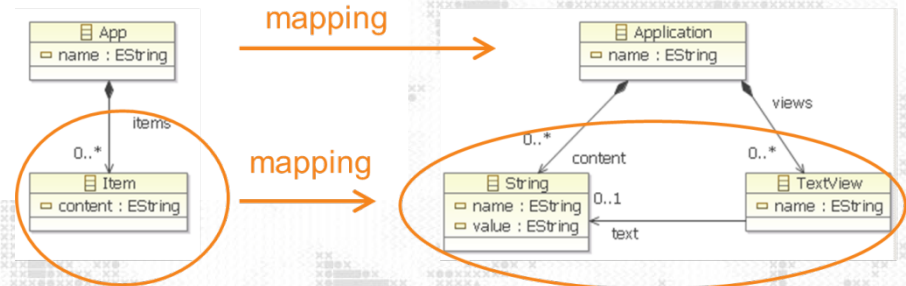 mapping
App
name : EString
items
0..*
Item
content : EString
mapping
Application
name : EString
views
0..*
content
0..*
String
name : EString
value : EString
0..1
text
TextView
name : EString